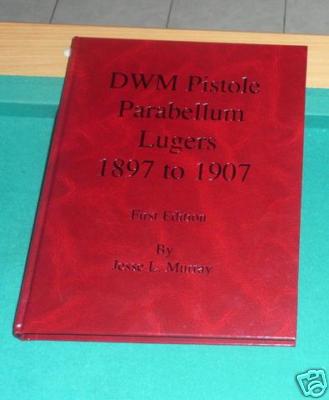 DWM Pistole
Parabellum
Lugers
1897 to 1907
First Edition
By
Jesse L. Murray